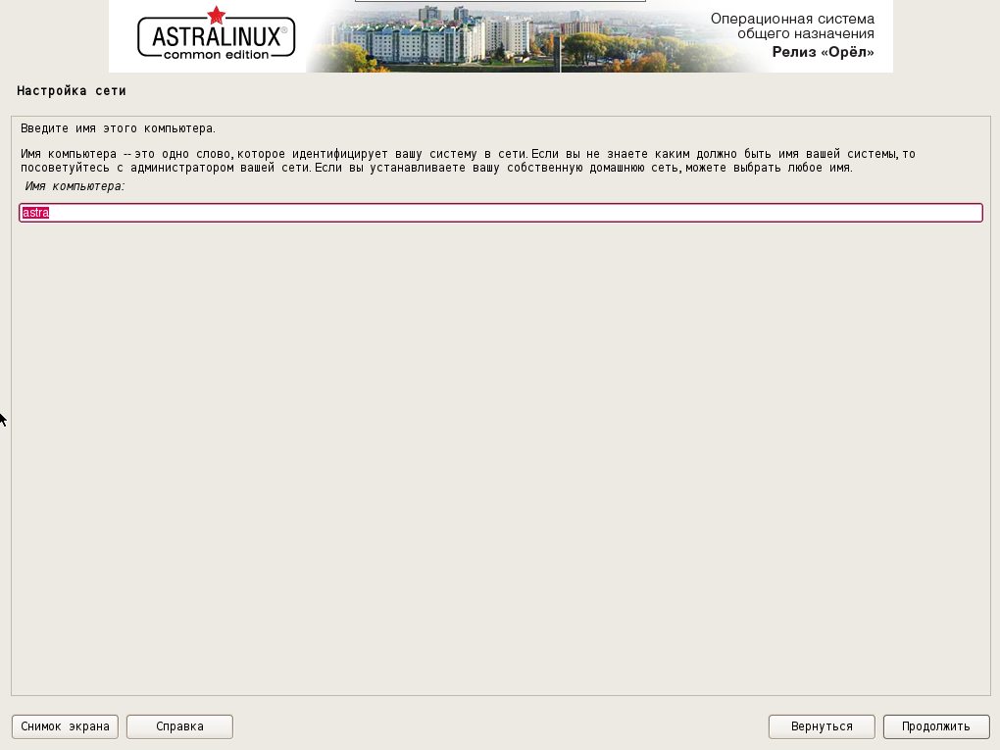 ASTRALINUX®
common edition
Операционная система
общего назначения
Релиз «Орёл»
Настройка сети
Введите имя этого компьютера.
Имя компьютера -- это одно слово, которое идентифицирует вашу систему в сети. Если вы не знаете каким должно быть имя вашей системы, то
посоветуйтесь с администратором вашей сети. Если вы устанавливаете вашу собственную домашнюю сеть, можете выбрать любое имя.
Имя компьютера:
astra
Снимок экрана
Справка
Вернуться
Продолжить